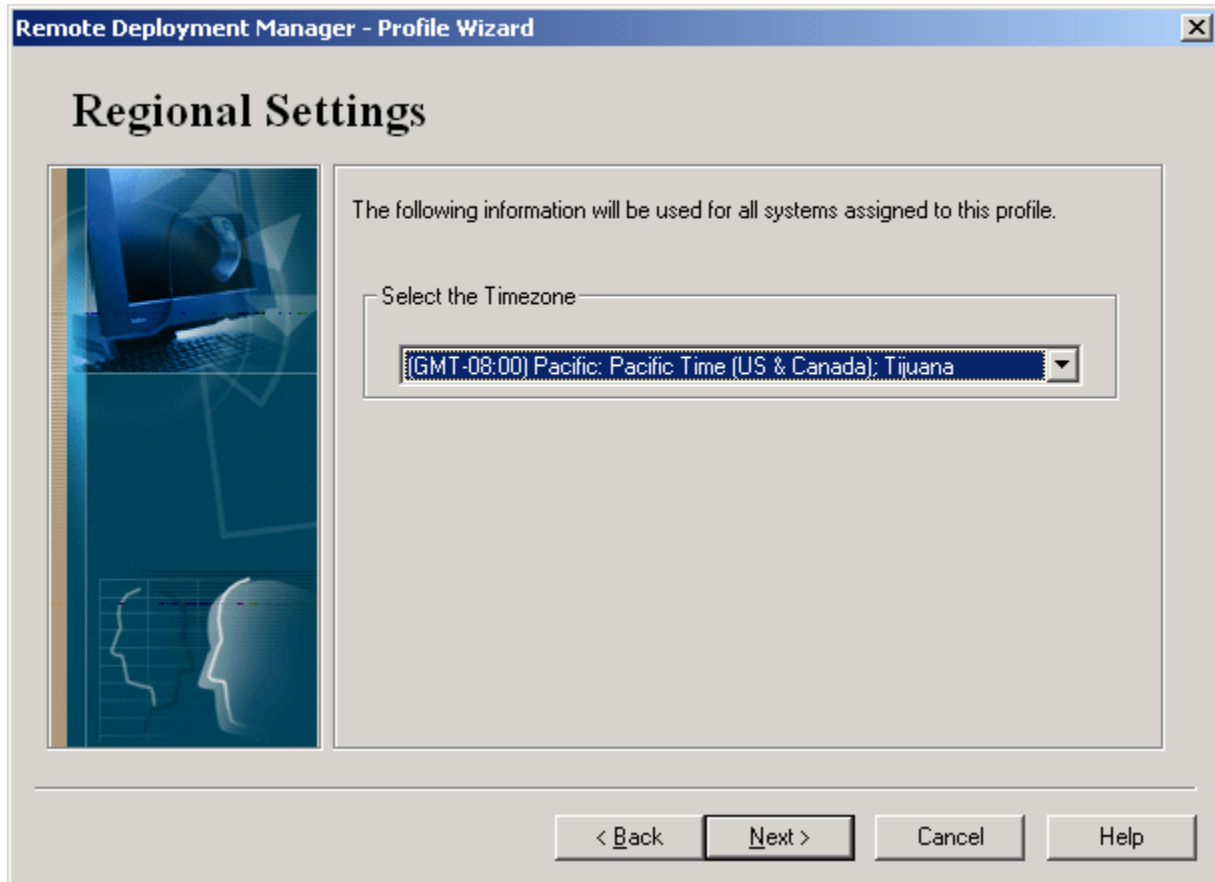 Remote Deployment Manager - Profile Wizard
Regional Settings
The following information will be used for all systems assigned to this profile.
Select the Timezone
(GMT-08:00) Pacific: Pacific Time (US & Canada); Tijuana
< Back
Next >
Cancel
Help